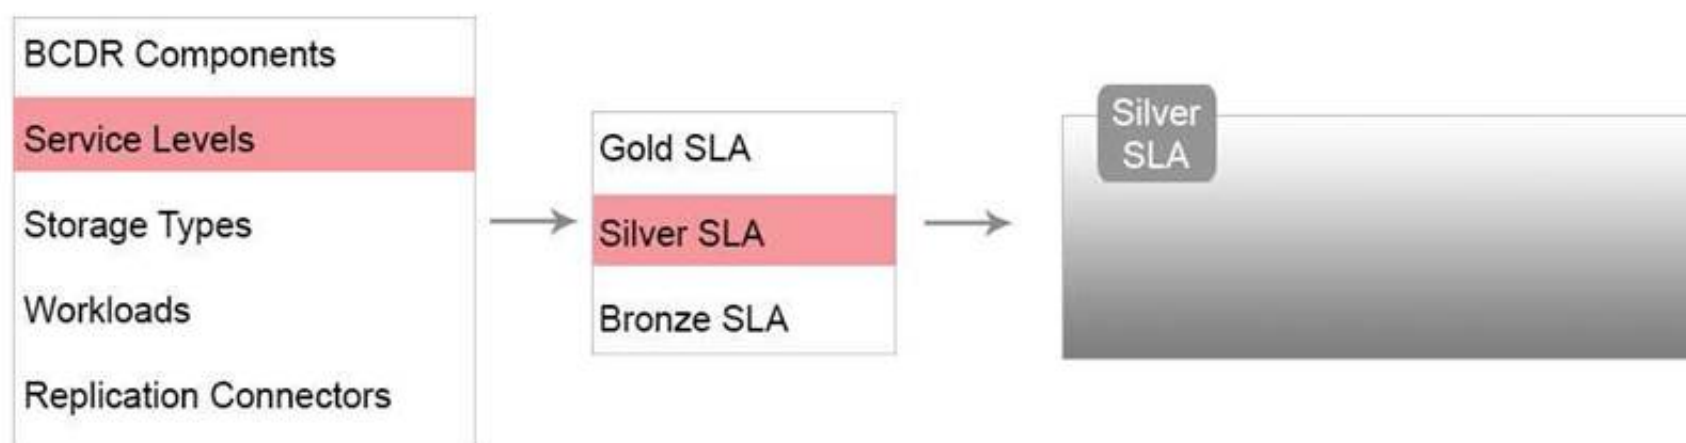 BCDR Components
Service Levels
Storage Types
Workloads
Replication Connectors
Gold SLA
Silver SLA
Bronze SLA
Silver
SLA